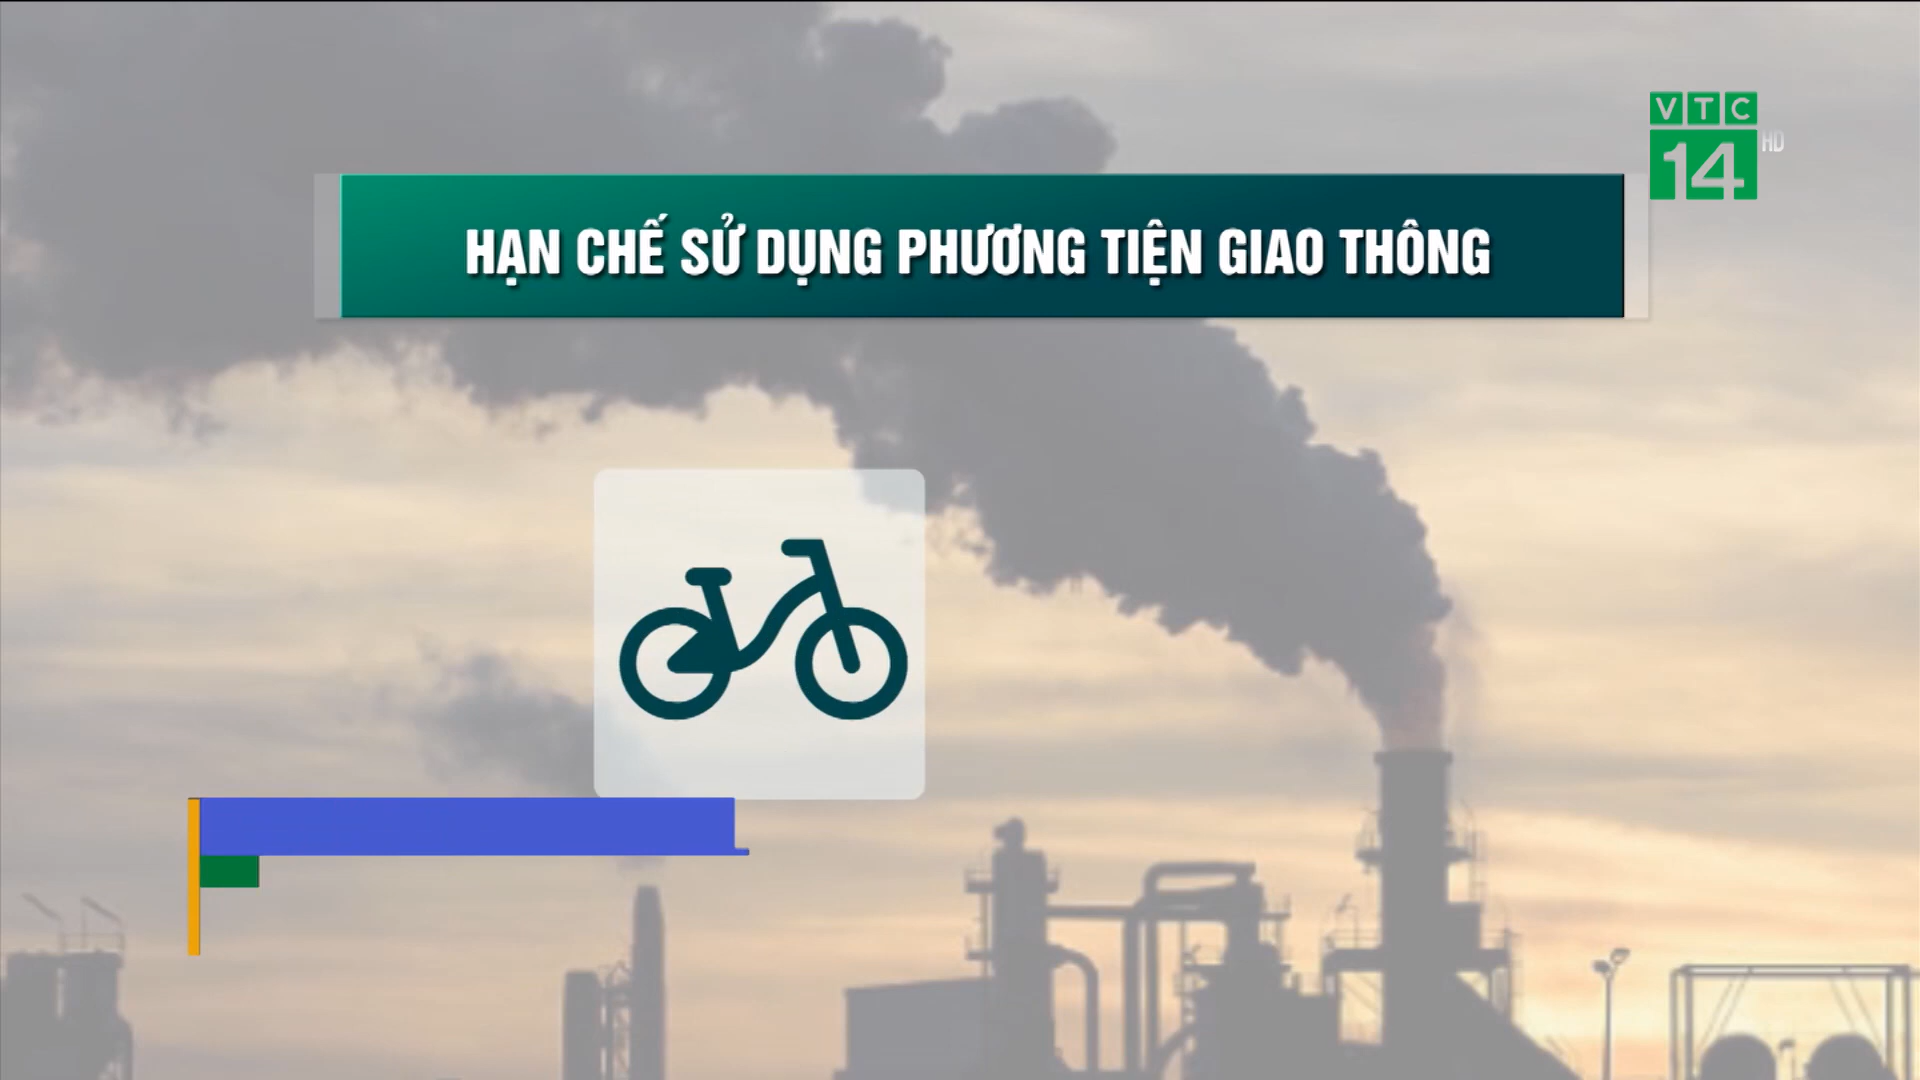 VTC
14 HD
HẠN CHẾ SỬ DỤNG PHƯƠNG TIỆN GIAO THÔNG